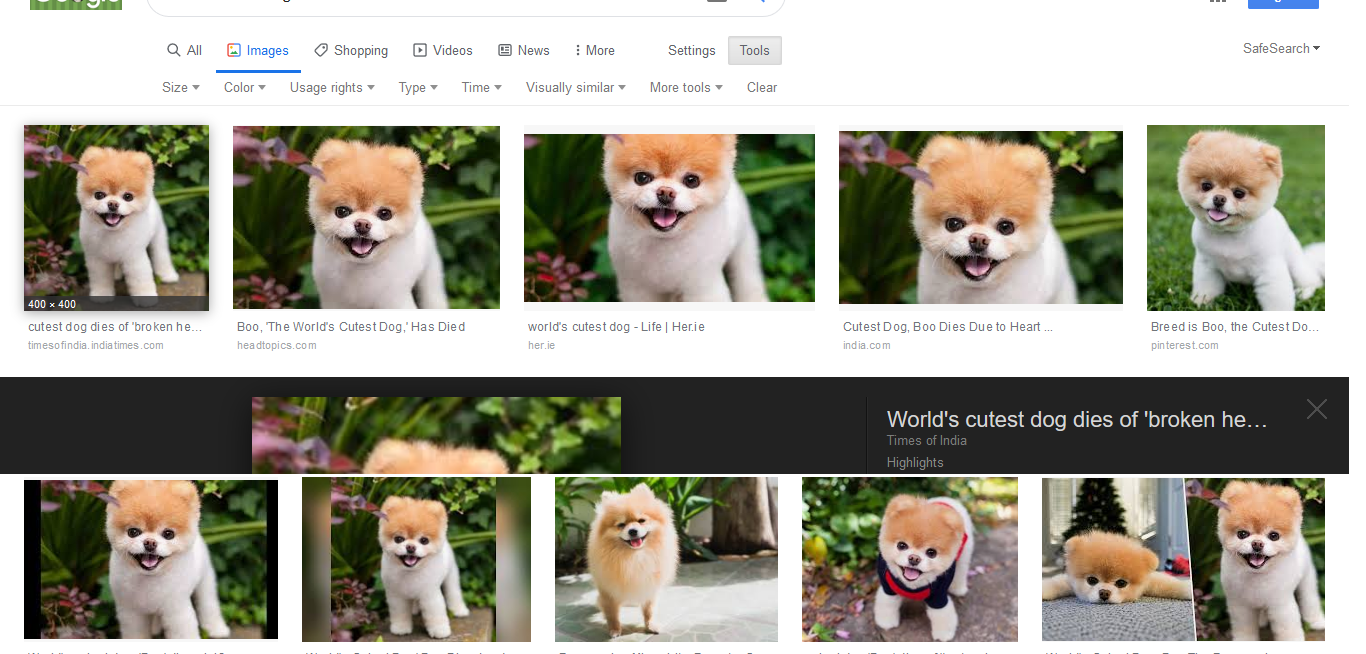 All Images Shopping Videos News More Settings Tools SafeSearch
Size Color Usage rights Type Time Visually similar More tools Clear
400 × 400
cutest dog dies of 'broken he...
timesofindia.indiatimes.com
Boo, 'The World's Cutest Dog,' Has Died
headtopics.com
world's cutest dog - Life | Her.ie
her.ie
Cutest Dog, Boo Dies Due to Heart ...
india.com
Breed is Boo, the Cutest Do...
pinterest.com
World's cutest dog dies of 'broken he...
Times of India
Highlights